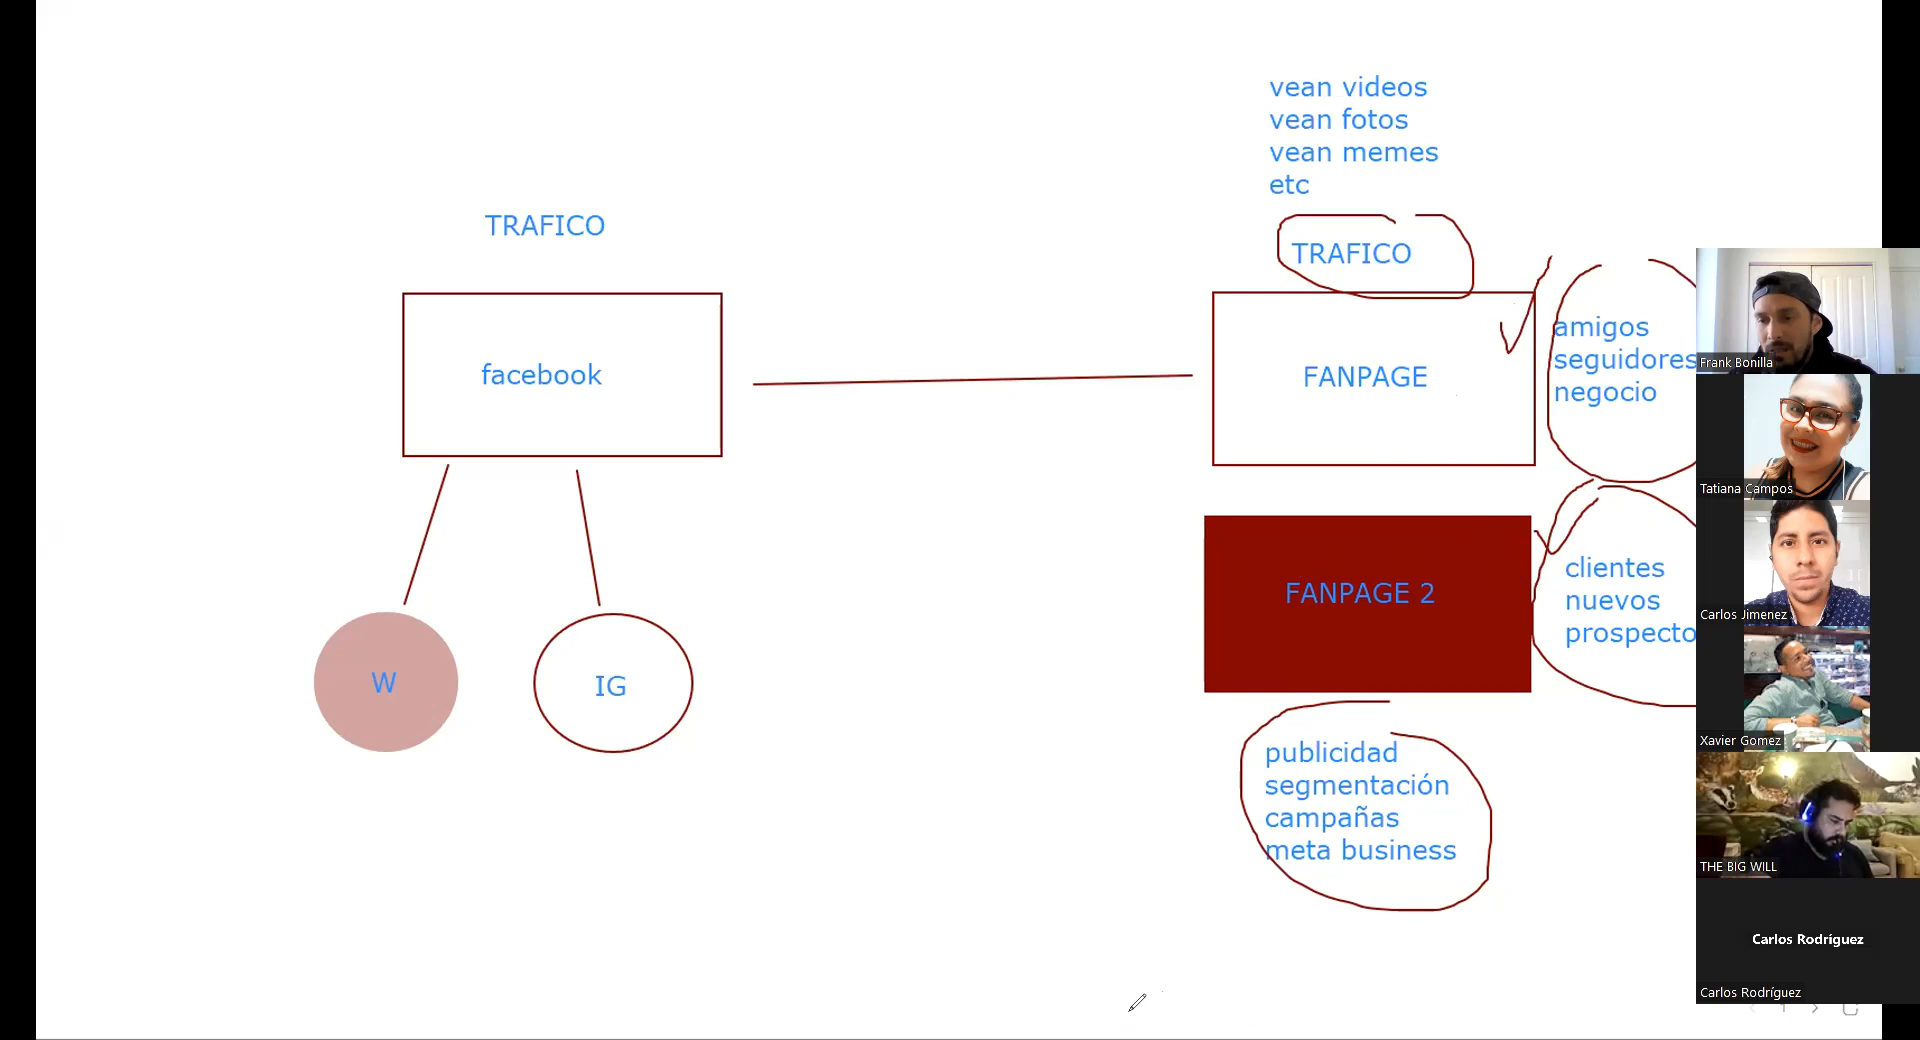 vean videos
vean fotos
vean memes
etc
TRAFICO
TRAFICO
facebook
FANPAGE
amigos
seguidores
negocio
W
IG
FANPAGE 2
clientes
nuevos
prospecto
publicidad
segmentación
campañas
meta business
Frank Bonilla
Tatiana Campos
Carlos Jimenez
Xavier Gomez
THE BIG WILL
Carlos Rodríguez
Carlos Rodríguez